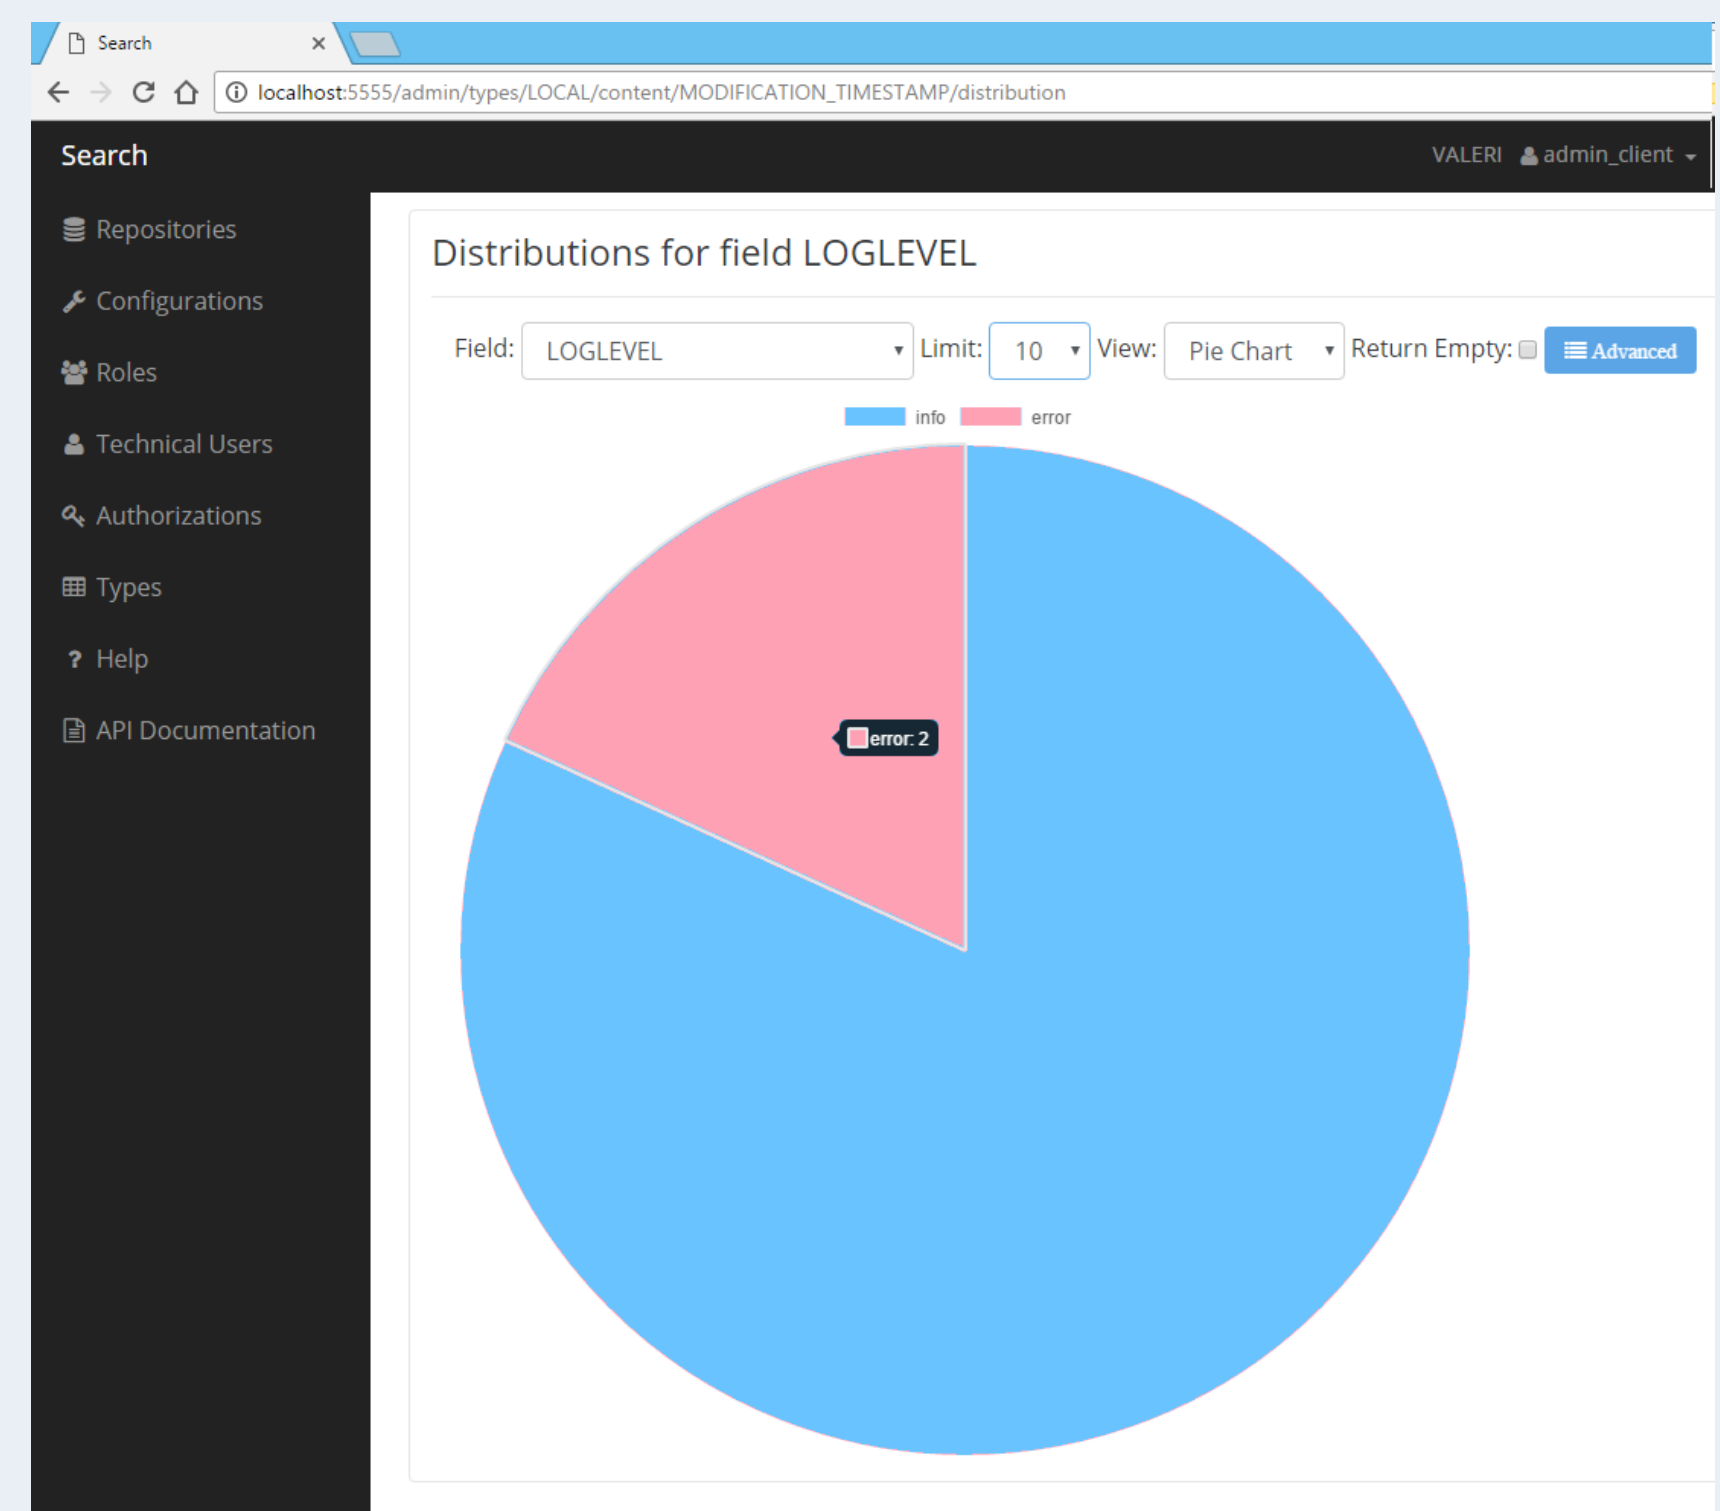 Search
localhost:5555/admin/types/LOCAL/content/MODIFICATION_TIMESTAMP/distribution
Search VALERI admin_client
Repositories
Configurations
Roles
Technical Users
Authorizations
Types
? Help
API Documentation
Distributions for field LOGLEVEL
Field: LOGLEVEL Limit: 10 View: Pie Chart Return Empty: Advanced
info error
error: 2